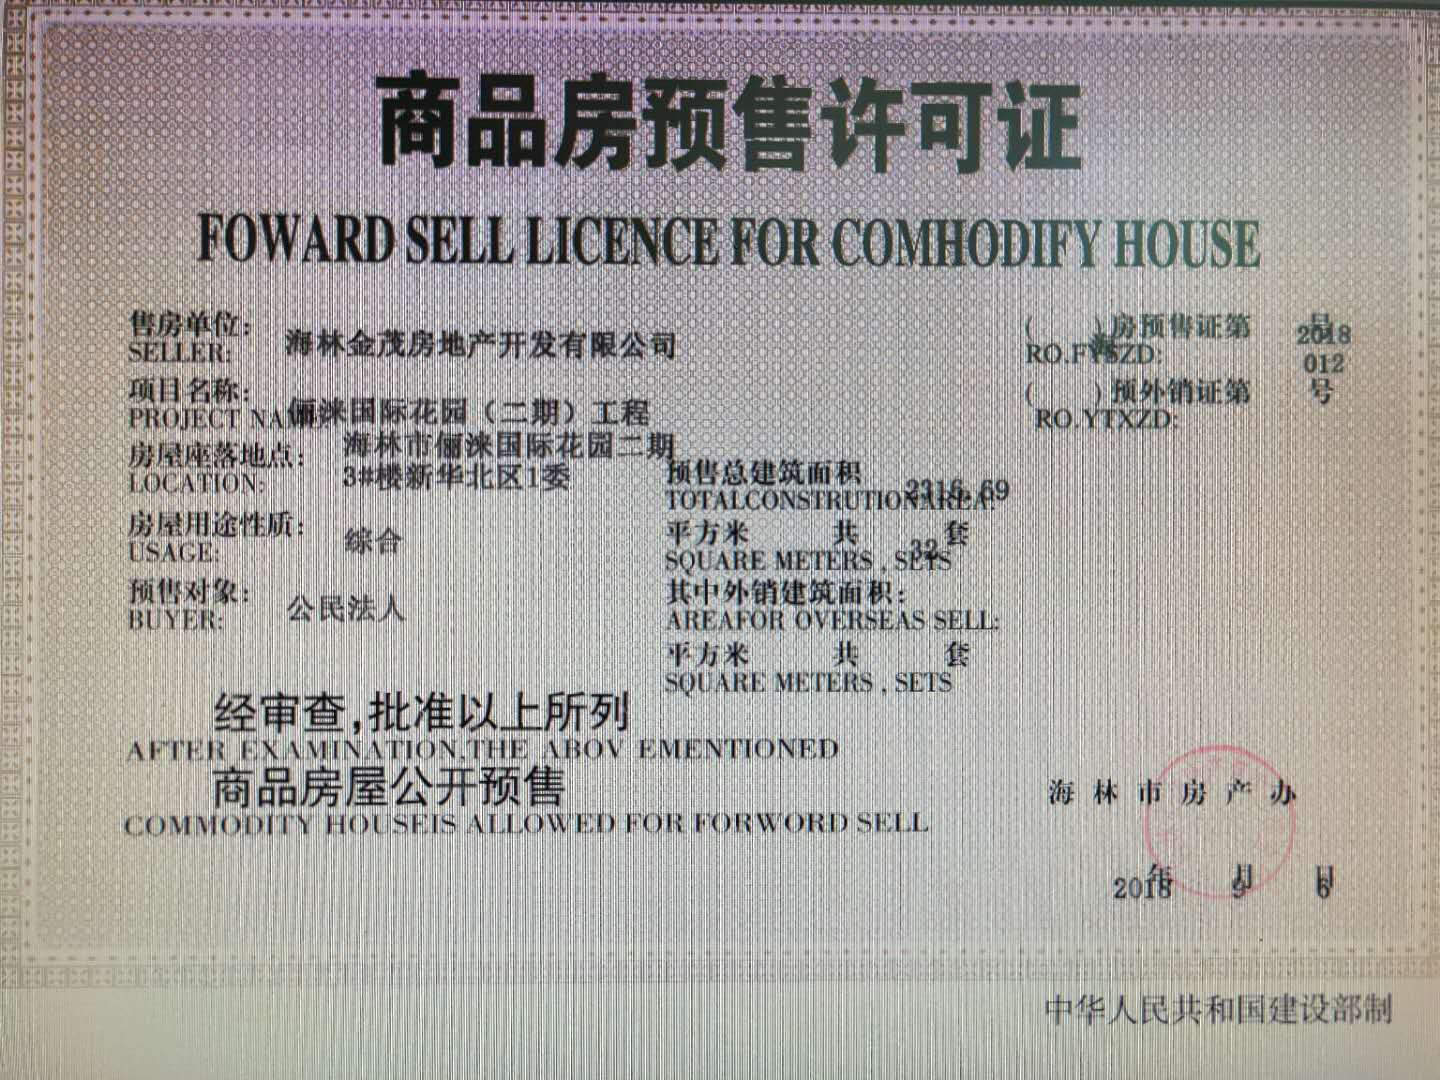 商品房预售许可证
FOWARD SELL LICENCE FOR COMHODIFY HOUSE
售房单位: 海林金茂房地产开发有限公司
SELLER:
( )房预售证第 2018 号
RO.FYSZD: 012
项目名称: 俪涞国际花园（二期）工程
PROJECT NA
( )预外销证第 号
RO.YTXZD:
房屋座落地点: 海林市俪涞国际花园二期
LOCATION: 3#楼新华北区1委
预售总建筑面积 2316.69
TOTALCONSTRUTIONAREA:
房屋用途性质: 综合
USAGE:
平方米 共 32 套
SQUARE METERS , SETS
预售对象: 公民法人
BUYER:
其中外销建筑面积:
AREAFOR OVERSEAS SELL:
平方米 共 套
SQUARE METERS , SETS
经审查,批准以上所列
AFTER EXAMINATION,THE ABOV EMENTIONED
商品房屋公开预售
COMMODITY HOUSEIS ALLOWED FOR FORWORD SELL
海林市房产办
2018 年 9 月 6 日
中华人民共和国建设部制